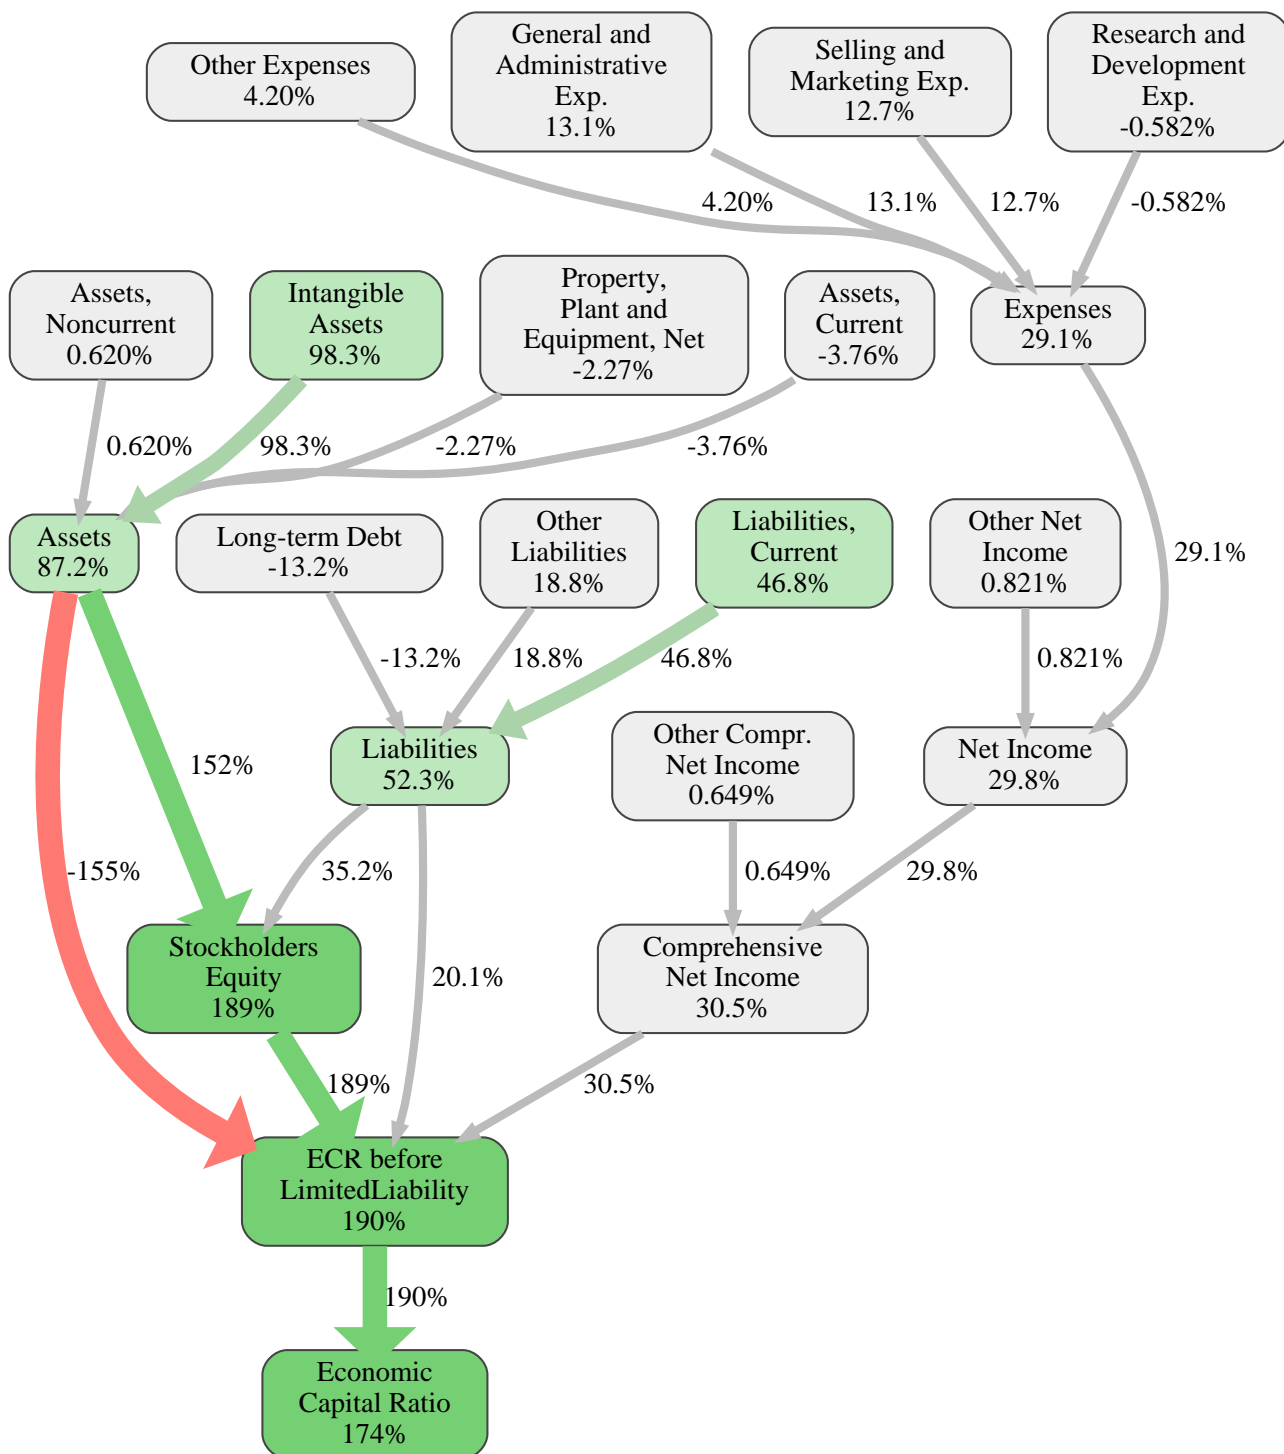 Other Expenses
4.20%
General and
Administrative
Exp.
13.1%
Selling and
Marketing Exp.
12.7%
Research and
Development
Exp.
-0.582%
4.20%
13.1%
12.7%
-0.582%
Assets,
Noncurrent
0.620%
Intangible
Assets
98.3%
Property,
Plant and
Equipment, Net
-2.27%
Assets,
Current
-3.76%
Expenses
29.1%
0.620%
98.3%
-2.27%
-3.76%
Assets
87.2%
Long-term Debt
-13.2%
Other
Liabilities
18.8%
Liabilities,
Current
46.8%
Other Net
Income
0.821%
29.1%
-13.2%
18.8%
46.8%
0.821%
152%
Liabilities
52.3%
Other Compr.
Net Income
0.649%
Net Income
29.8%
-155%
35.2%
0.649%
29.8%
Stockholders
Equity
189%
20.1%
Comprehensive
Net Income
30.5%
189%
30.5%
ECR before
LimitedLiability
190%
190%
Economic
Capital Ratio
174%